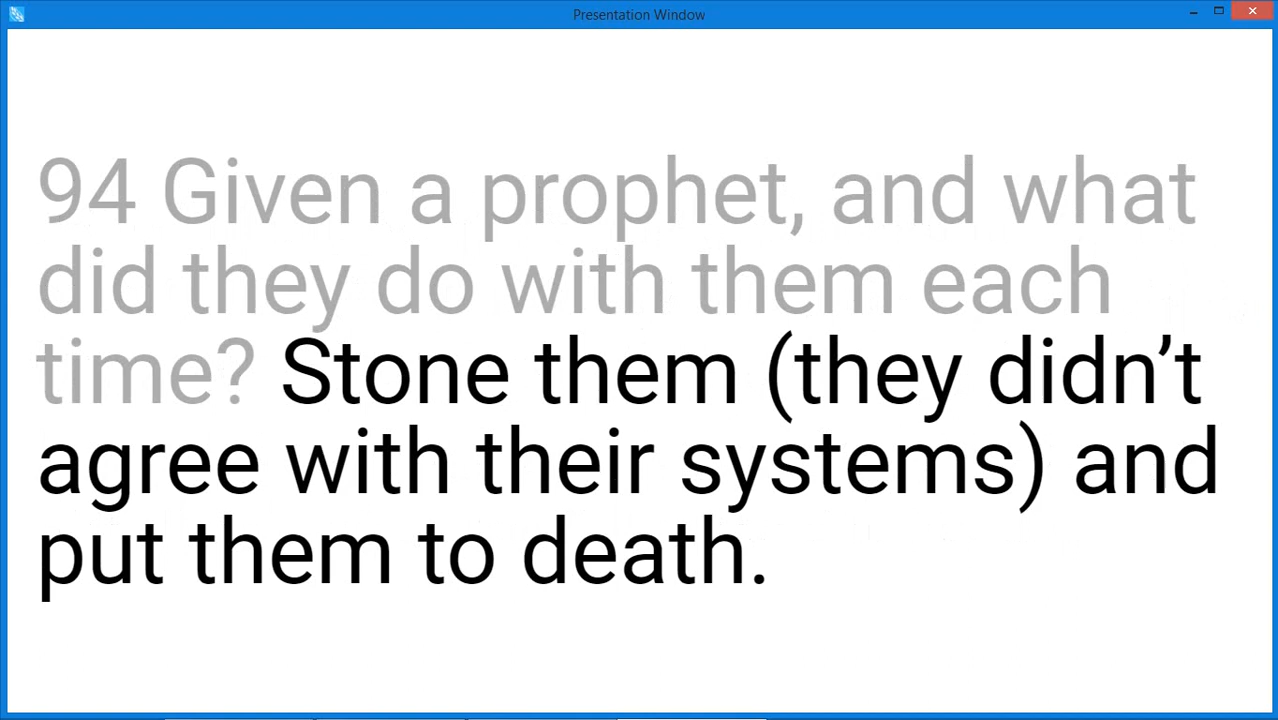 Presentation Window
94 Given a prophet, and what
did they do with them each
time? Stone them (they didn’t
agree with their systems) and
put them to death.